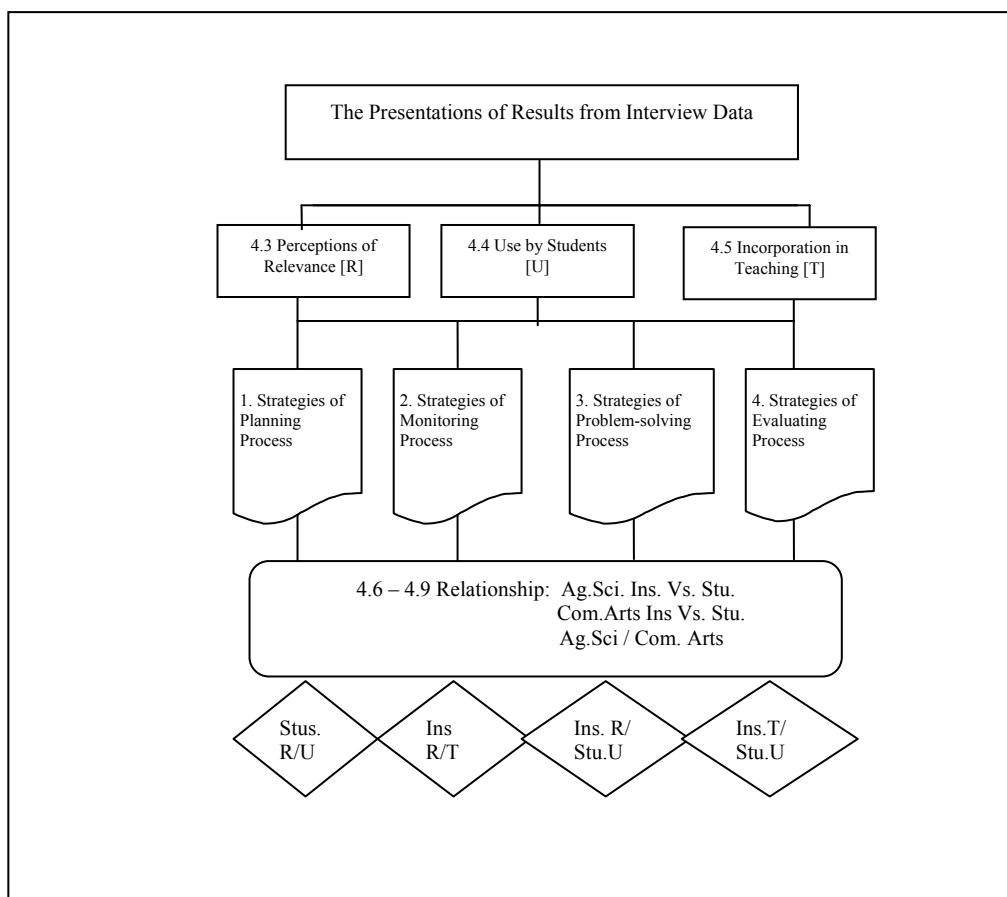 The Presentations of Results from Interview Data
4.3 Perceptions of
Relevance [R]
4.4 Use by Students
[U]
4.5 Incorporation in
Teaching [T]
1. Strategies of
Planning
Process
2. Strategies of
Monitoring
Process
3. Strategies of
Problem-solving
Process
4. Strategies of
Evaluating
Process
4.6 – 4.9 Relationship: Ag.Sci. Ins. Vs. Stu.
Com.Arts Ins Vs. Stu.
Ag.Sci / Com. Arts
Stus.
R/U
Ins
R/T
Ins. R/
Stu.U
Ins.T/
Stu.U